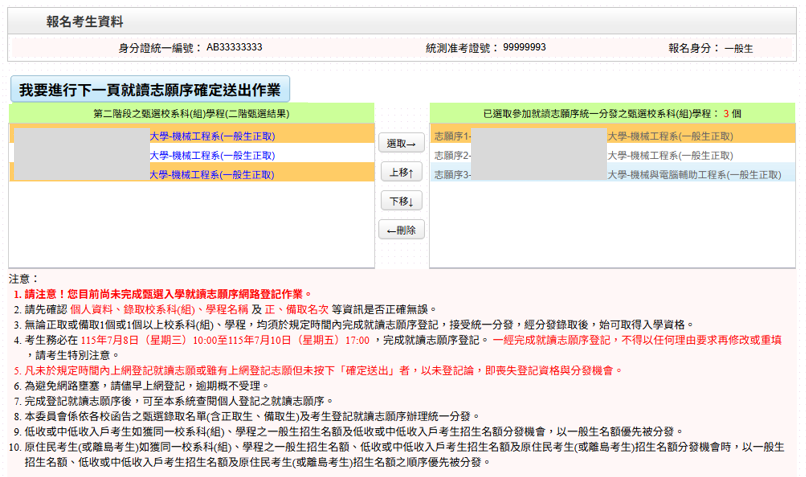 報名考生資料
身分證統一編號： AB33333333 統測准考證號： 99999993 報名身分： 一般生
我要進行下一頁就讀志願序確定送出作業
第二階段之甄選校系科(組)學程(二階甄選結果)
大學-機械工程系(一般生正取)
大學-機械工程系(一般生正取)
大學-機械工程系(一般生正取)
選取→
上移↑
下移↓
←刪除
已選取參加就讀志願序統一分發之甄選校系科(組)學程： 3 個
志願序1- 大學-機械工程系(一般生正取)
志願序2- 大學-機械工程系(一般生正取)
志願序3- 大學-機械與電腦輔助工程系(一般生正取)
注意：
1. 請注意！您目前尚未完成甄選入學就讀志願序網路登記作業。
2. 請先確認 個人資料、錄取校系科(組)、學程名稱 及 正、備取名次 等資訊是否正確無誤。
3. 無論正取或備取1個或1個以上校系科(組)、學程，均須於規定時間內完成就讀志願序登記，接受統一分發，經分發錄取後，始可取得入學資格。
4. 考生務必在 115年7月8日（星期三）10:00至115年7月10日（星期五）17:00 ，完成就讀志願序登記。 一經完成就讀志願序登記，不得以任何理由要求再修改或重填
，請考生特別注意。
5. 凡未於規定時間內上網登記就讀志願或雖有上網登記志願但未按下「確定送出」者，以未登記論，即喪失登記資格與分發機會。
6. 為避免網路壅塞，請儘早上網登記，逾期概不受理。
7. 完成登記就讀志願序後，可至本系統查閱個人登記之就讀志願序。
8. 本委員會係依各校函告之甄選錄取名單(含正取生、備取生)及考生登記就讀志願序辦理統一分發。
9. 低收或中低收入戶考生如獲同一校系科(組)、學程之一般生招生名額及低收或中低收入戶考生招生名額分發機會，以一般生名額優先被分發。
10. 原住民考生(或離島考生)如獲同一校系科(組)、學程之一般生招生名額、低收或中低收入戶考生招生名額及原住民考生(或離島考生)招生名額分發機會時，以一般生
招生名額、低收或中低收入戶考生招生名額及原住民考生(或離島考生)招生名額之順序優先被分發。